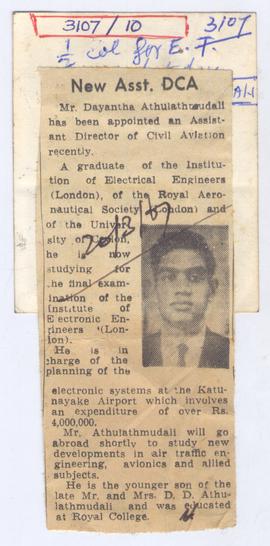 3107/10
3107
½ col for E. F.
New Asst. DCA
Mr. Dayantha Athulathmudali
has been appointed an Assist-
ant Director of Civil Aviation
recently.
A graduate of the Institu-
tion of Electrical Engineers
(London), of the Royal Aero-
nautical Society (London) and
of the Univer-
sity of
he is now
studying for
the final exam-
ination of the
Institute of
Electronic En-
gineers (Lon-
lon).
He is in
charge of the
planning of the
electronic systems at the Katu-
nayake Airport which involves
an expenditure of over Rs.
4,000,000.
Mr. Athulathmudali will go
abroad shortly to study new
developments in air traffic en-
gineering, avionics and allied
subjects.
He is the younger son of the
late Mr. and Mrs. D. D. Athu-
lathmudali and was educated
at Royal College.